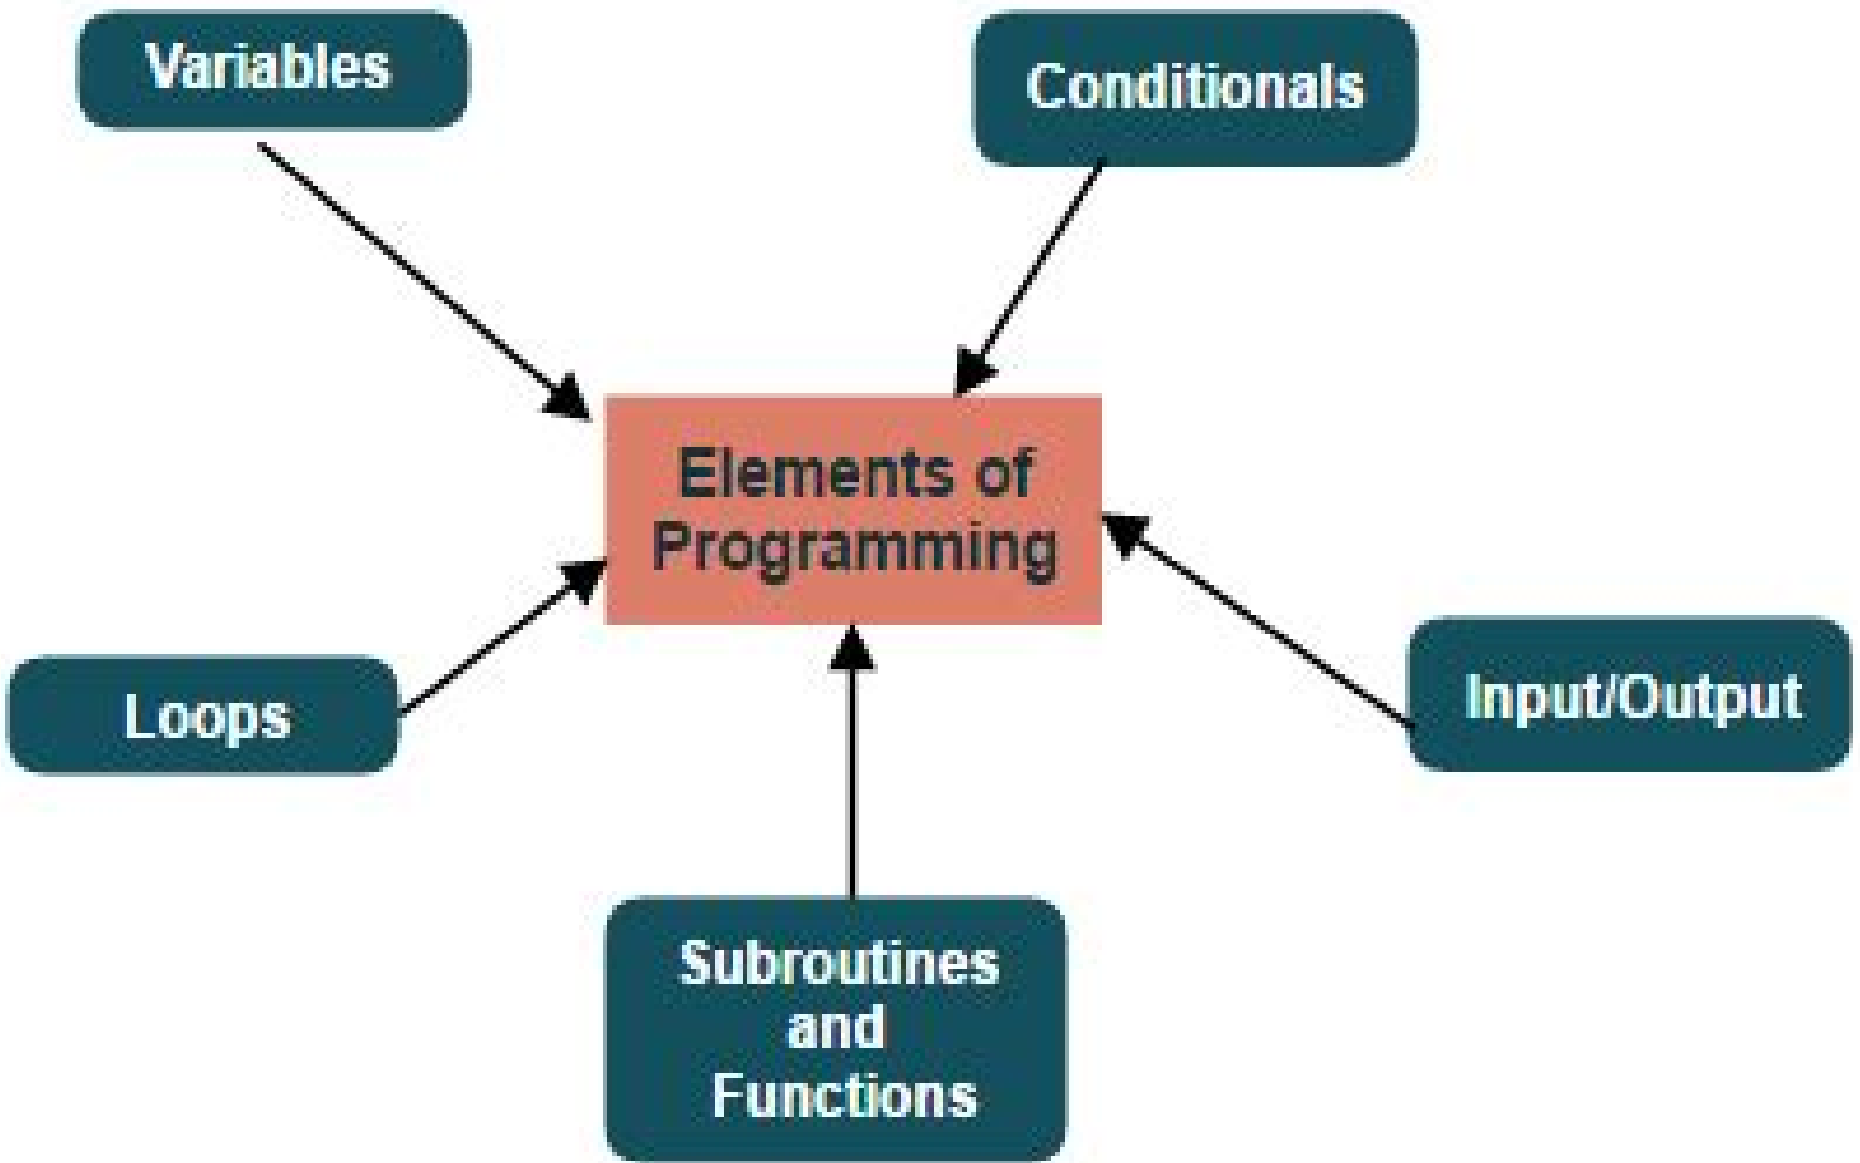 Variables
Conditionals
Elements of
Programming
Loops
Input/Output
Subroutines
and
Functions